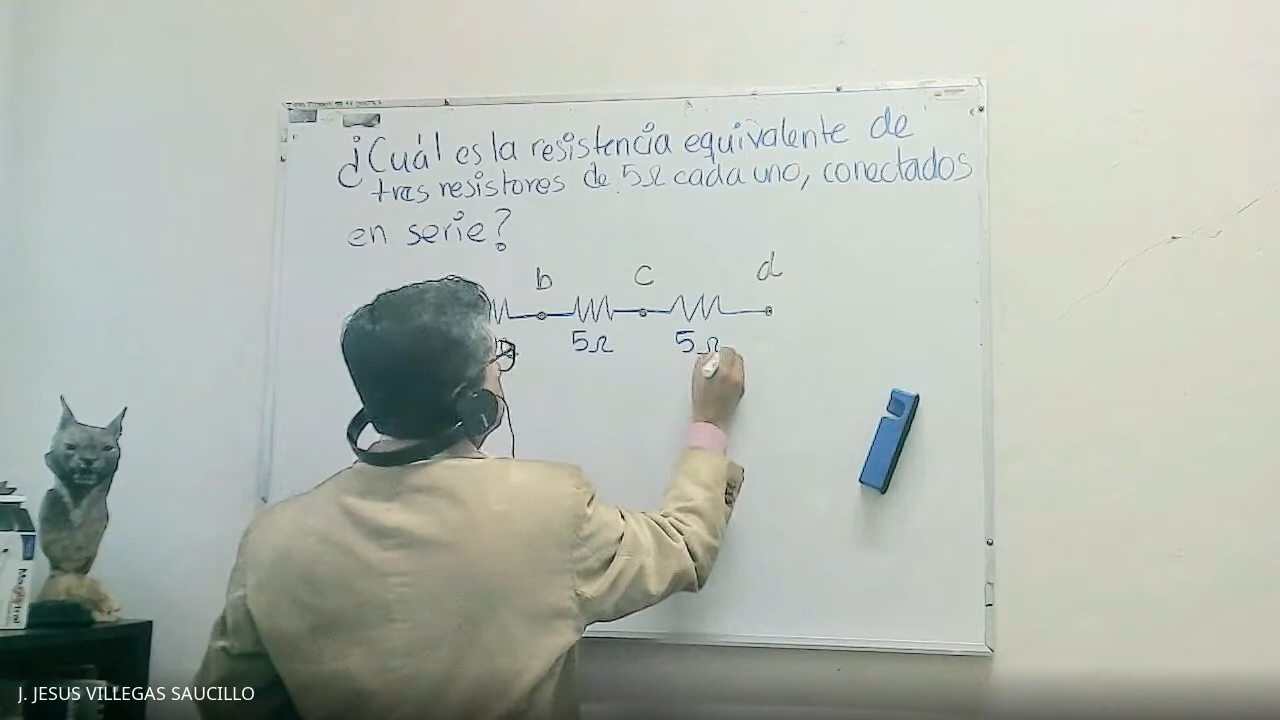 ¿Cuál es la resistencia equivalente de
tres resistores de 5Ω cada uno, conectados
en serie?
b c d
5Ω 5Ω
J. JESUS VILLEGAS SAUCILLO